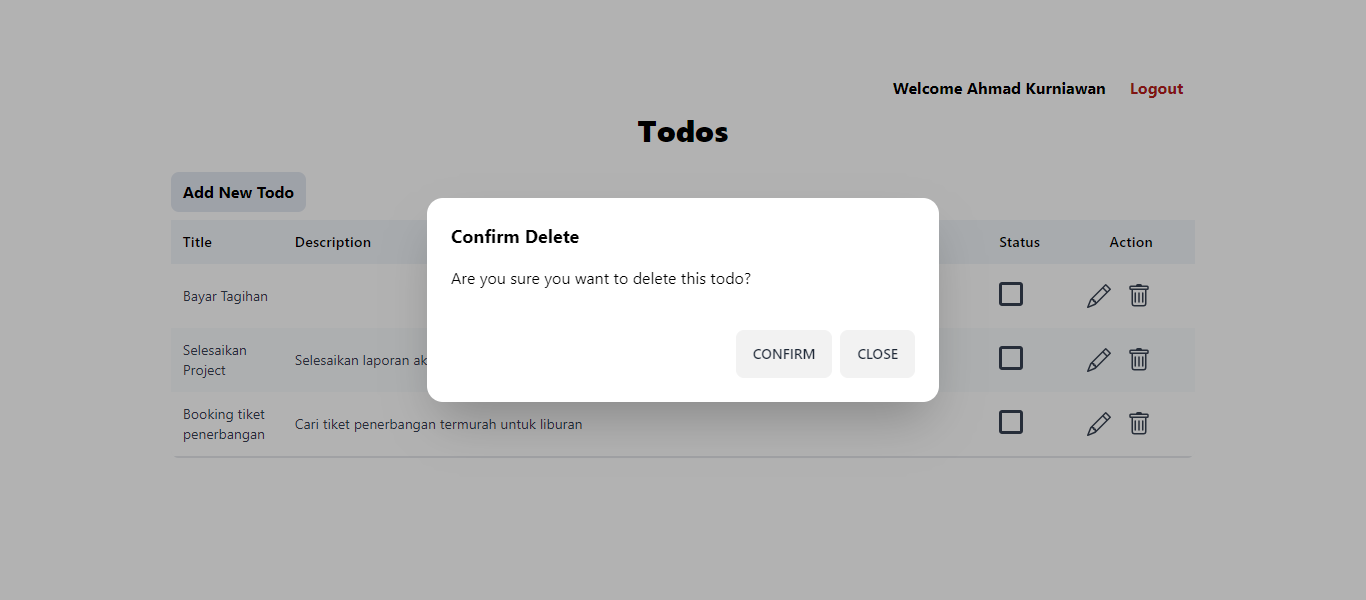 Welcome Ahmad Kurniawan Logout
Todos
Add New Todo
Title Description Status Action
Bayar Tagihan
Selesaikan
Project
Selesaikan laporan
Booking tiket
penerbangan
Cari tiket penerbangan termurah untuk liburan
Confirm Delete
Are you sure you want to delete this todo?
CONFIRM CLOSE